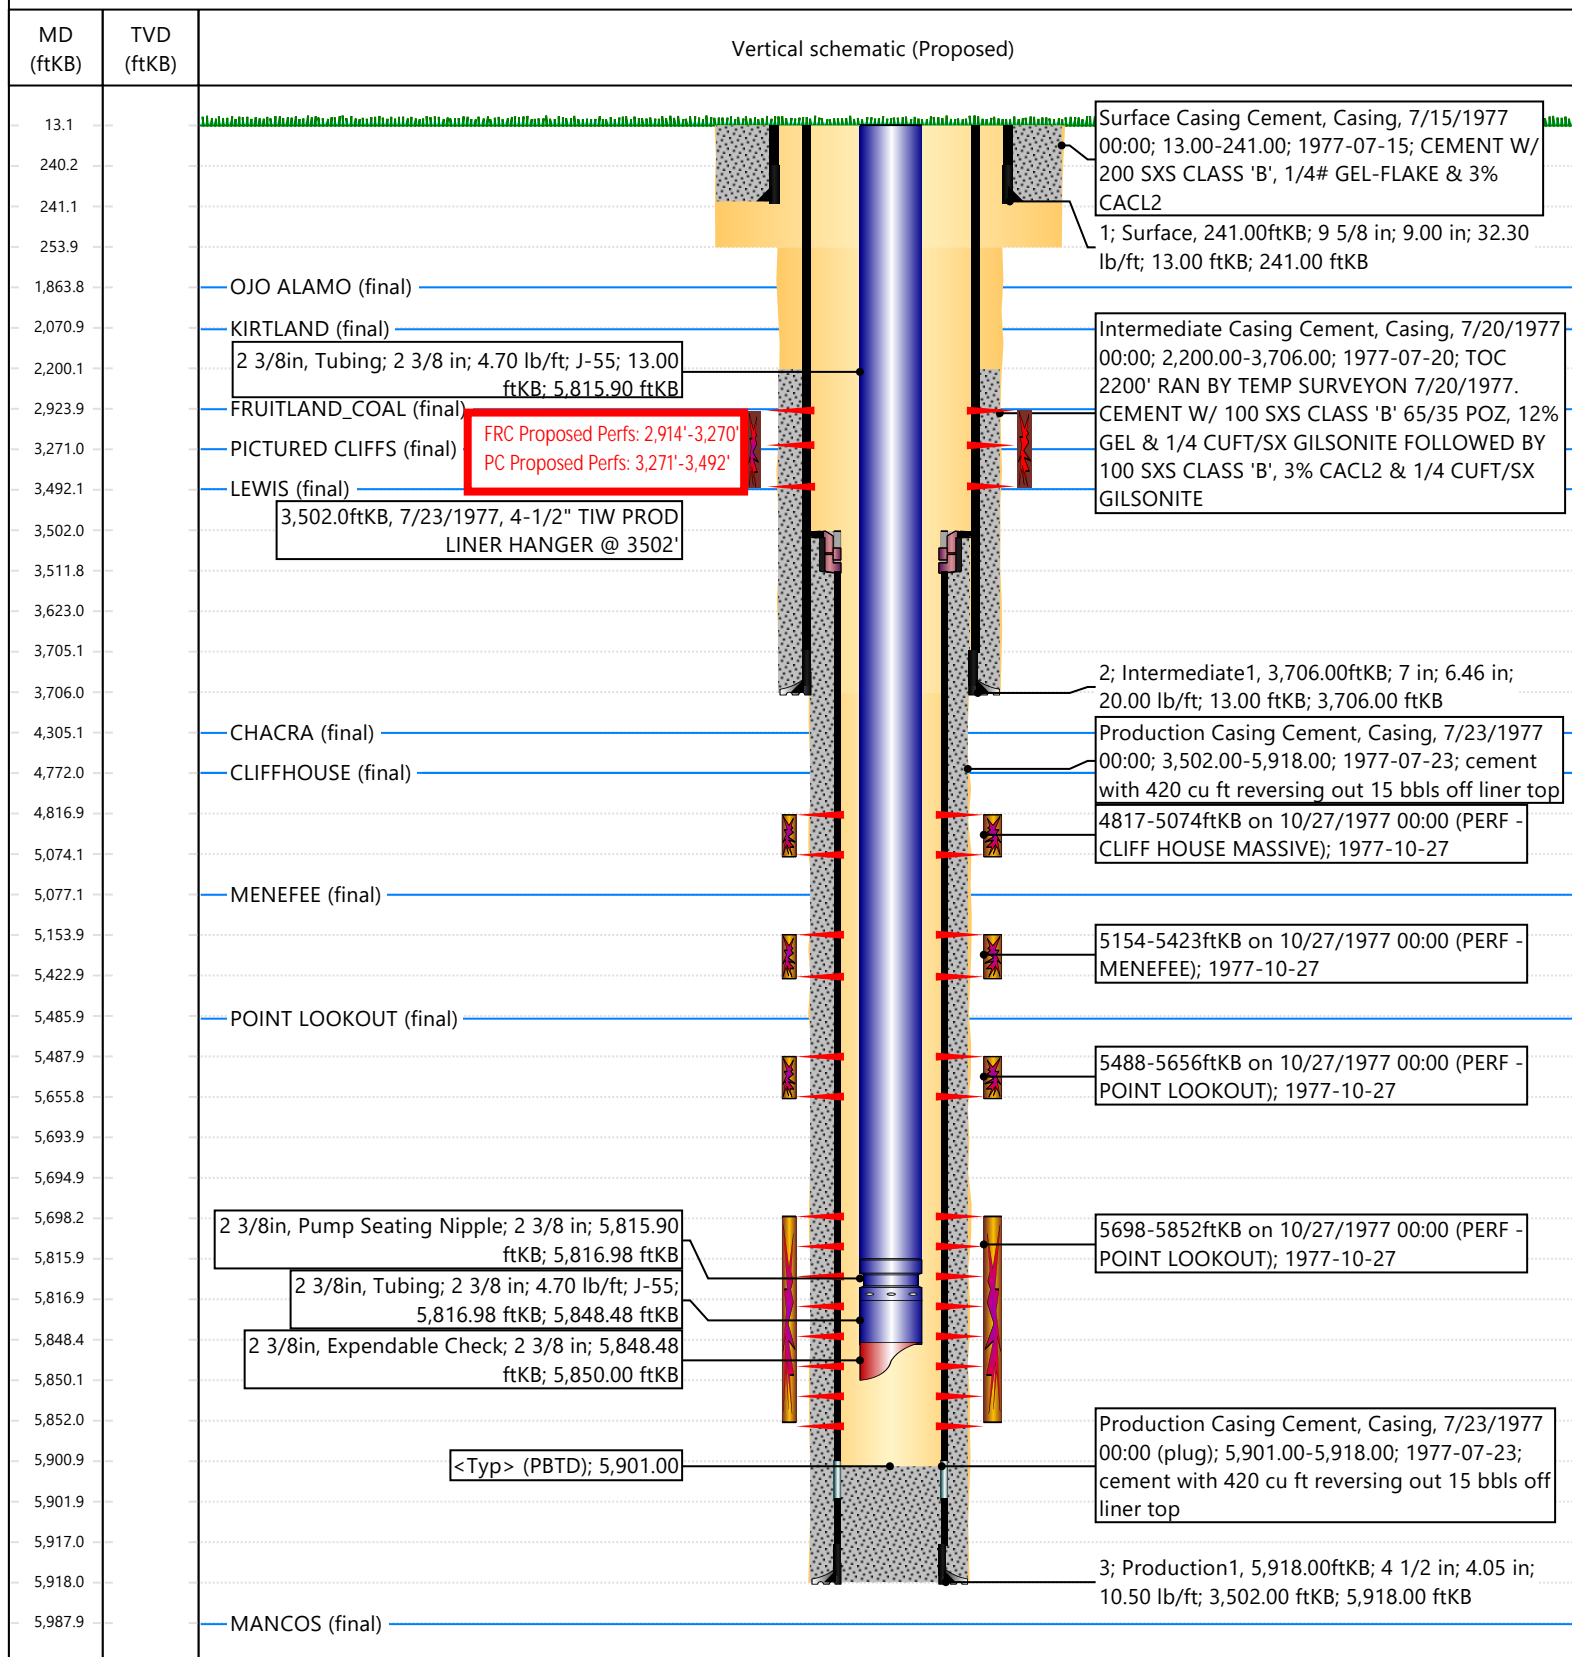 MD
(ftKB)
TVD
(ftKB)
Vertical schematic (Proposed)
13.1
240.2
241.1
253.9
1,863.8
2,070.9
2,200.1
2,923.9
3,271.0
3,492.1
3,502.0
3,511.8
3,623.0
3,705.1
3,706.0
4,305.1
4,772.0
4,816.9
5,074.1
5,077.1
5,153.9
5,422.9
5,485.9
5,487.9
5,655.8
5,693.9
5,694.9
5,698.2
5,815.9
5,816.9
5,848.4
5,850.1
5,852.0
5,900.9
5,901.9
5,917.0
5,918.0
5,987.9
OJO ALAMO (final)
KIRTLAND (final)
2 3/8in, Tubing; 2 3/8 in; 4.70 lb/ft; J-55; 13.00
ftKB; 5,815.90 ftKB
FRUITLAND_COAL (final)
FRC Proposed Perfs: 2,914'-3,270'
PICTURED CLIFFS (final)
PC Proposed Perfs: 3,271'-3,492'
LEWIS (final)
3,502.0ftKB, 7/23/1977, 4-1/2" TIW PROD
LINER HANGER @ 3502'
CHACRA (final)
CLIFFHOUSE (final)
MENEFEE (final)
POINT LOOKOUT (final)
2 3/8in, Pump Seating Nipple; 2 3/8 in; 5,815.90
ftKB; 5,816.98 ftKB
2 3/8in, Tubing; 2 3/8 in; 4.70 lb/ft; J-55;
5,816.98 ftKB; 5,848.48 ftKB
2 3/8in, Expendable Check; 2 3/8 in; 5,848.48
ftKB; 5,850.00 ftKB
<Typ> (PBTD); 5,901.00
MANCOS (final)
Surface Casing Cement, Casing, 7/15/1977
00:00; 13.00-241.00; 1977-07-15; CEMENT W/
200 SXS CLASS 'B', 1/4# GEL-FLAKE & 3%
CACL2
1; Surface, 241.00ftKB; 9 5/8 in; 9.00 in; 32.30
lb/ft; 13.00 ftKB; 241.00 ftKB
Intermediate Casing Cement, Casing, 7/20/1977
00:00; 2,200.00-3,706.00; 1977-07-20; TOC
2200' RAN BY TEMP SURVEYON 7/20/1977.
CEMENT W/ 100 SXS CLASS 'B' 65/35 POZ, 12%
GEL & 1/4 CUFT/SX GILSONITE FOLLOWED BY
100 SXS CLASS 'B', 3% CACL2 & 1/4 CUFT/SX
GILSONITE
2; Intermediate1, 3,706.00ftKB; 7 in; 6.46 in;
20.00 lb/ft; 13.00 ftKB; 3,706.00 ftKB
Production Casing Cement, Casing, 7/23/1977
00:00; 3,502.00-5,918.00; 1977-07-23; cement
with 420 cu ft reversing out 15 bbls off liner top
4817-5074ftKB on 10/27/1977 00:00 (PERF -
CLIFF HOUSE MASSIVE); 1977-10-27
5154-5423ftKB on 10/27/1977 00:00 (PERF -
MENEFEE); 1977-10-27
5488-5656ftKB on 10/27/1977 00:00 (PERF -
POINT LOOKOUT); 1977-10-27
5698-5852ftKB on 10/27/1977 00:00 (PERF -
POINT LOOKOUT); 1977-10-27
Production Casing Cement, Casing, 7/23/1977
00:00 (plug); 5,901.00-5,918.00; 1977-07-23;
cement with 420 cu ft reversing out 15 bbls off
liner top
3; Production1, 5,918.00ftKB; 4 1/2 in; 4.05 in;
10.50 lb/ft; 3,502.00 ftKB; 5,918.00 ftKB